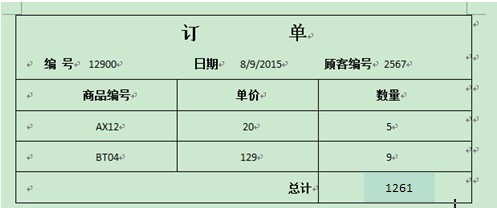 订 单
编 号 12900 日期 8/9/2015 顾客编号 2567
商品编号 单价 数量
AX12 20 5
BT04 129 9
总计 1261